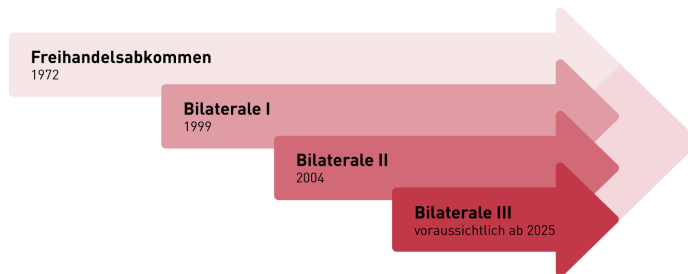 Freihandelsabkommen
1972
Bilaterale I
1999
Bilaterale II
2004
Bilaterale III
voraussichtlich ab 2025